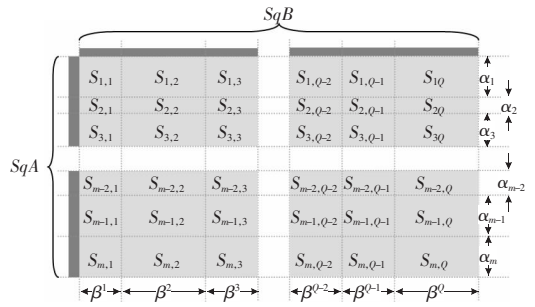 SqB
S1,1 S1,2 S1,3 S1,Q–2 S1,Q–1 S1Q α1
S2,1 S2,2 S2,3 S2,Q–2 S2,Q–1 S2Q α2
S3,1 S3,2 S3,3 S3,Q–2 S3,Q–1 S3Q α3
SqA
Sm–2,1 Sm–2,2 Sm–2,3 Sm–2,Q–2 Sm–2,Q–1 Sm–2,Q αm–2
Sm–1,1 Sm–1,2 Sm–1,3 Sm–1,Q–2 Sm–1,Q–1 Sm–1,Q αm–1
Sm,1 Sm,2 Sm,3 Sm,Q–2 Sm,Q–1 Sm,Q αm
β1 β2 β3 βQ–2 βQ–1 βQ